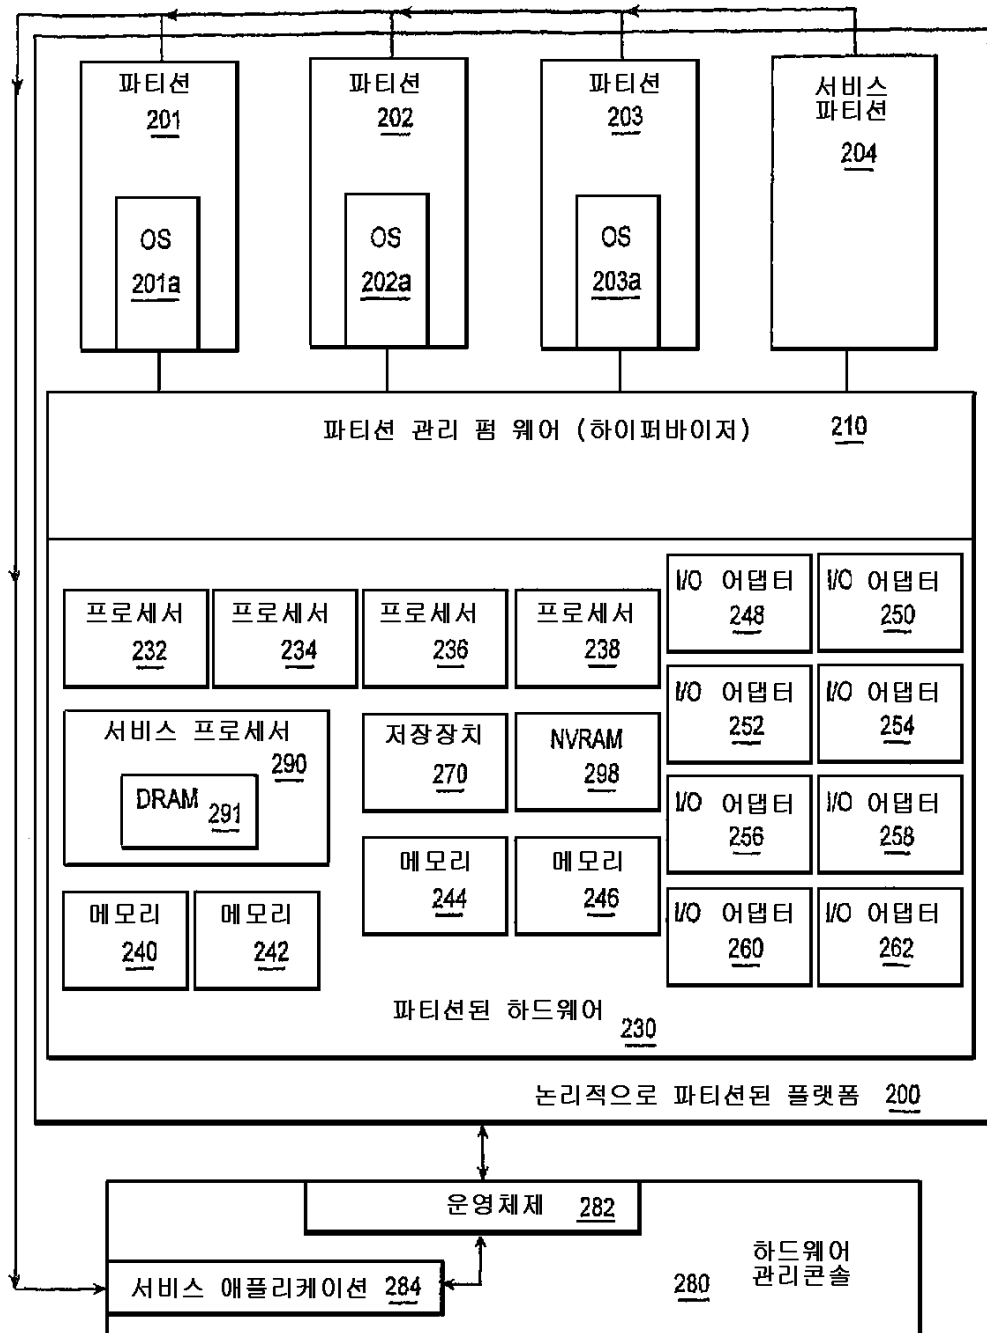 파티션
201
파티션
202
파티션
203
서비스
파티션
204
OS
201a
OS
202a
OS
203a
파티션 관리 펌 웨어 (하이퍼바이저)
210
프로세서
232
프로세서
234
프로세서
236
프로세서
238
I/O 어댑터
248
I/O 어댑터
250
서비스 프로세서
290
DRAM
291
저장장치
270
NVRAM
298
I/O 어댑터
252
I/O 어댑터
254
메모리
240
메모리
242
메모리
244
메모리
246
I/O 어댑터
256
I/O 어댑터
258
I/O 어댑터
260
I/O 어댑터
262
파티션된 하드웨어 230
논리적으로 파티션된 플랫폼 200
운영체제 282
서비스 애플리케이션 284
280
하드웨어
관리콘솔